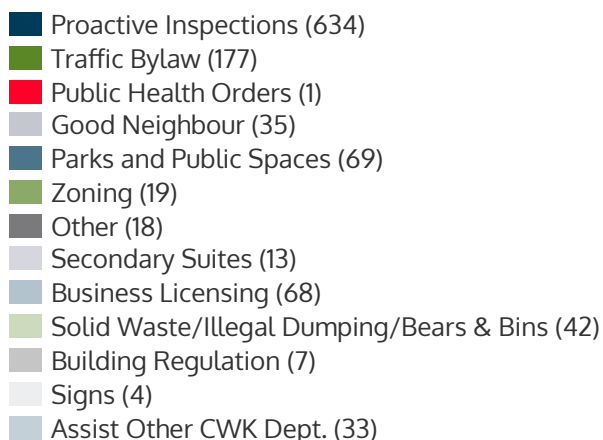 Proactive Inspections (634)
Traffic Bylaw (177)
Public Health Orders (1)
Good Neighbour (35)
Parks and Public Spaces (69)
Zoning (19)
Other (18)
Secondary Suites (13)
Business Licensing (68)
Solid Waste/Illegal Dumping/Bears & Bins (42)
Building Regulation (7)
Signs (4)
Assist Other CWK Dept. (33)